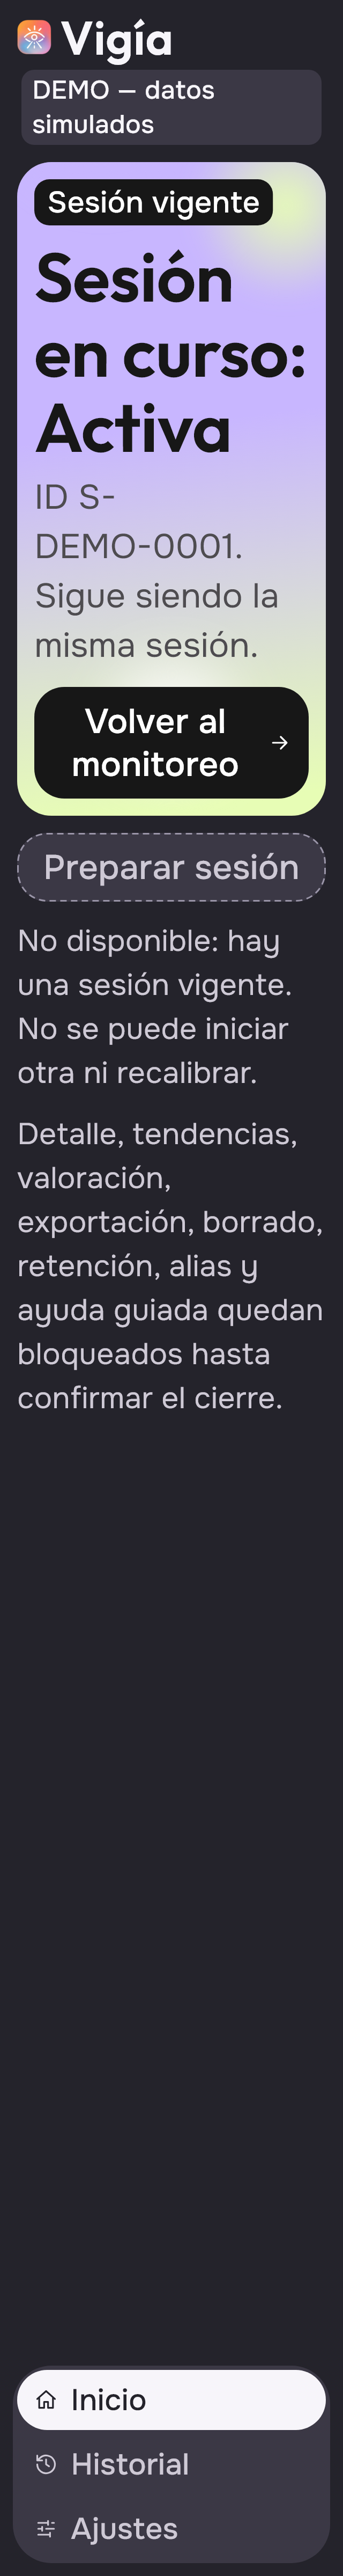 Vigía
DEMO — datos
simulados
Sesión vigente
Sesión
en curso:
Activa
ID S-
DEMO-0001.
Sigue siendo la
misma sesión.
Volver al
monitoreo
Preparar sesión
No disponible: hay
una sesión vigente.
No se puede iniciar
otra ni recalibrar.
Detalle, tendencias,
valoración,
exportación, borrado,
retención, alias y
ayuda guiada quedan
bloqueados hasta
confirmar el cierre.
Inicio
Historial
Ajustes